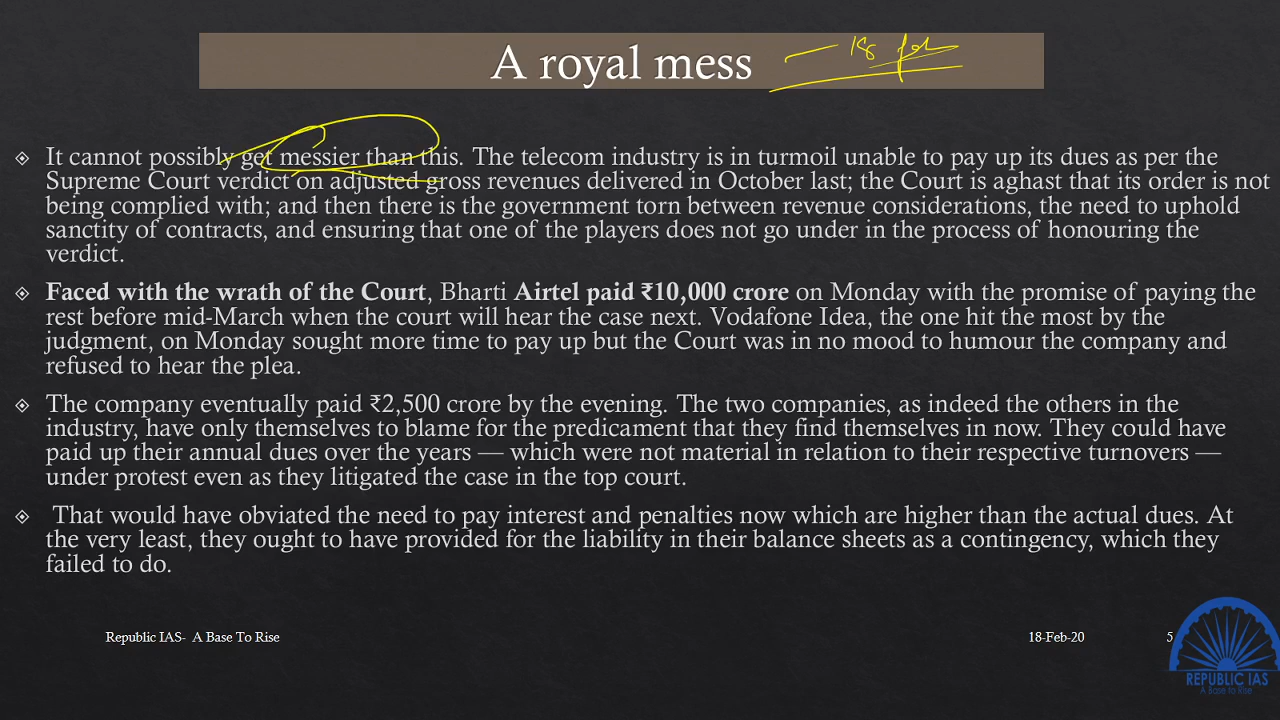 A royal mess
— 18 feb
❖ It cannot possibly get messier than this. The telecom industry is in turmoil unable to pay up its dues as per the
Supreme Court verdict on adjusted gross revenues delivered in October last; the Court is aghast that its order is not
being complied with; and then there is the government torn between revenue considerations, the need to uphold
sanctity of contracts, and ensuring that one of the players does not go under in the process of honouring the
verdict.
❖ Faced with the wrath of the Court, Bharti Airtel paid ₹10,000 crore on Monday with the promise of paying the
rest before mid-March when the court will hear the case next. Vodafone Idea, the one hit the most by the
judgment, on Monday sought more time to pay up but the Court was in no mood to humour the company and
refused to hear the plea.
❖ The company eventually paid ₹2,500 crore by the evening. The two companies, as indeed the others in the
industry, have only themselves to blame for the predicament that they find themselves in now. They could have
paid up their annual dues over the years — which were not material in relation to their respective turnovers —
under protest even as they litigated the case in the top court.
❖ That would have obviated the need to pay interest and penalties now which are higher than the actual dues. At
the very least, they ought to have provided for the liability in their balance sheets as a contingency, which they
failed to do.
Republic IAS- A Base To Rise
18-Feb-20
5
REPUBLIC IAS
A Base to Rise